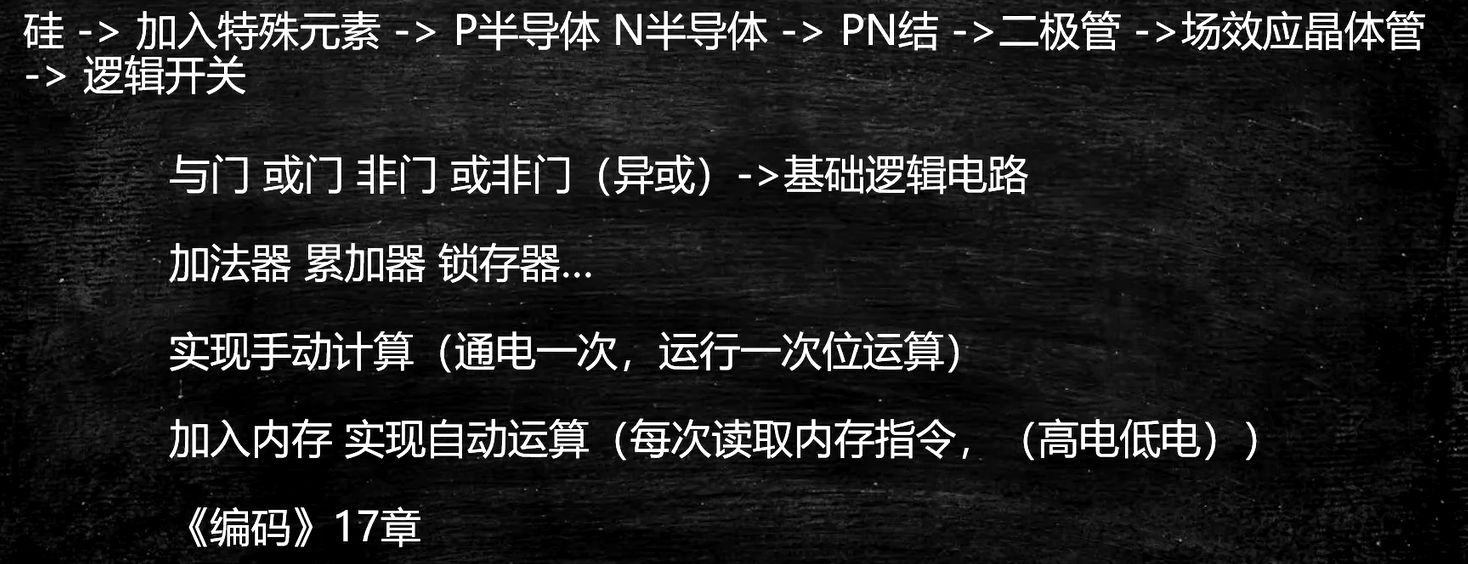 硅 -> 加入特殊元素 -> P半导体 N半导体 -> PN结 ->二极管 ->场效应晶体管
-> 逻辑开关
与门 或门 非门 或非门（异或）->基础逻辑电路
加法器 累加器 锁存器...
实现手动计算（通电一次，运行一次位运算）
加入内存 实现自动运算（每次读取内存指令，（高电低电））
《编码》17章